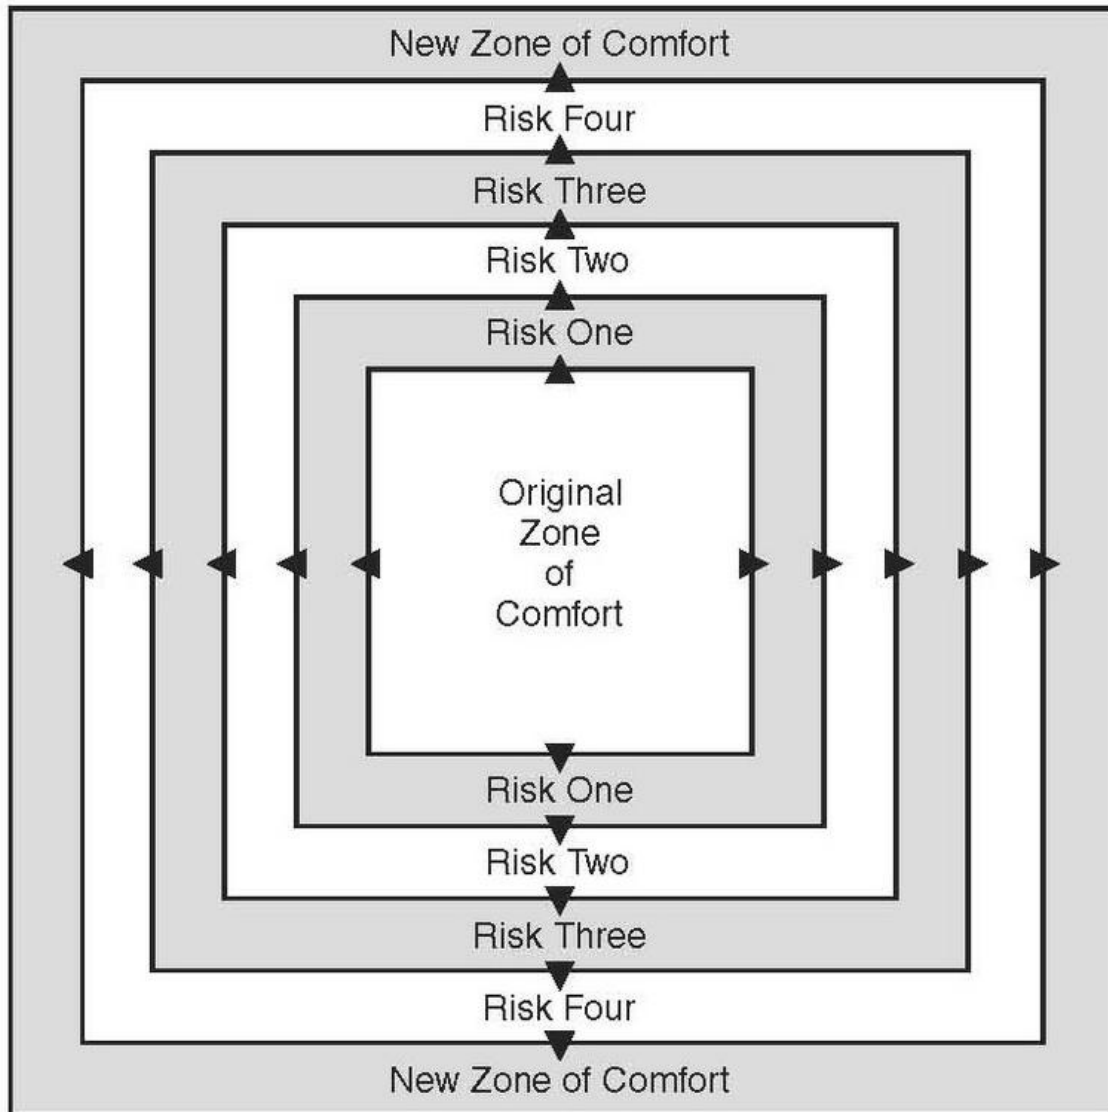 New Zone of Comfort
Risk Four
Risk Three
Risk Two
Risk One
Original
Zone
of
Comfort
Risk One
Risk Two
Risk Three
Risk Four
New Zone of Comfort